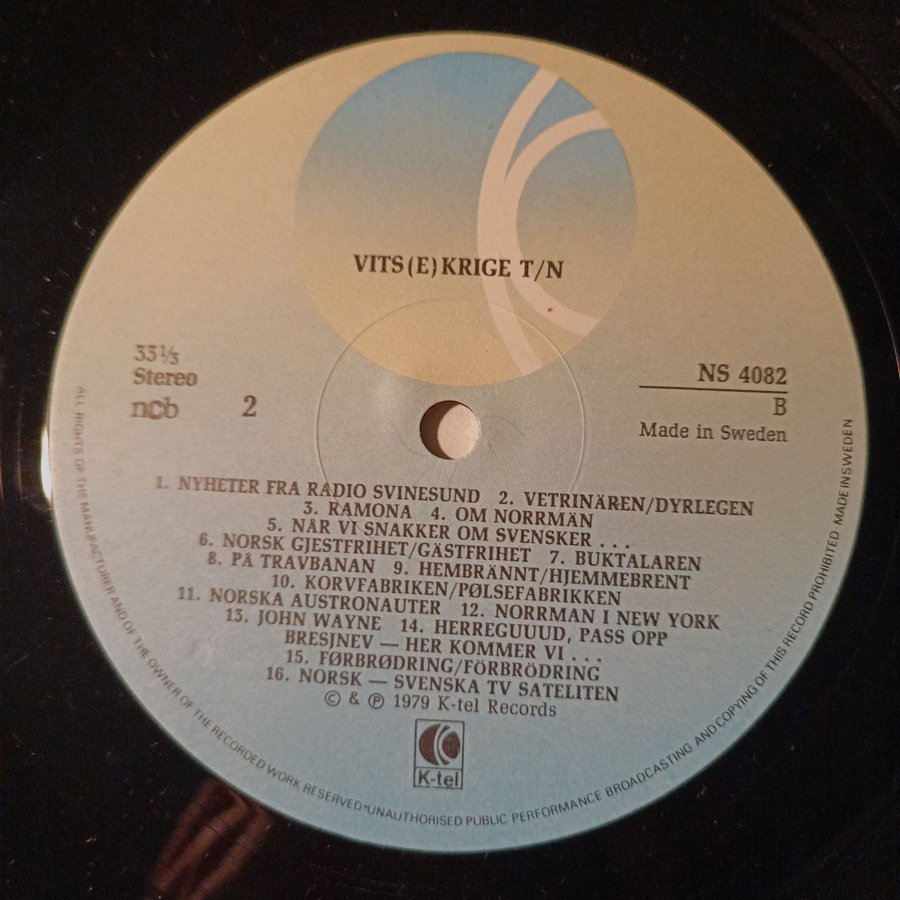 VITS(E)KRIGE T/N
33⅓
Stereo
ncb 2
NS 4082
B
Made in Sweden
1. NYHETER FRA RADIO SVINESUND 2. VETRINÄREN/DYRLEGEN
3. RAMONA 4. OM NORRMÄN
5. NÅR VI SNAKKER OM SVENSKER . . .
6. NORSK GJESTFRIHET/GÄSTFRIHET 7. BUKTALAREN
8. PÅ TRAVBANAN 9. HEMBRÄNNT/HJEMMEBRENT
10. KORVFABRIKEN/PØLSEFABRIKKEN
11. NORSKA AUSTRONAUTER 12. NORRMAN I NEW YORK
13. JOHN WAYNE 14. HERREGUUUD, PASS OPP
BRESJNEV — HER KOMMER VI . . .
15. FØRBRØDRING/FÖRBRÖDRING
16. NORSK — SVENSKA TV SATELITEN
© & ℗ 1979 K-tel Records
K-tel
ALL RIGHTS OF THE MANUFACTURER AND OF THE OWNER OF THE RECORDED WORK RESERVED "UNAUTHORISED PUBLIC PERFORMANCE BROADCASTING AND COPYING OF THIS RECORD PROHIBITED MADE IN SWEDEN